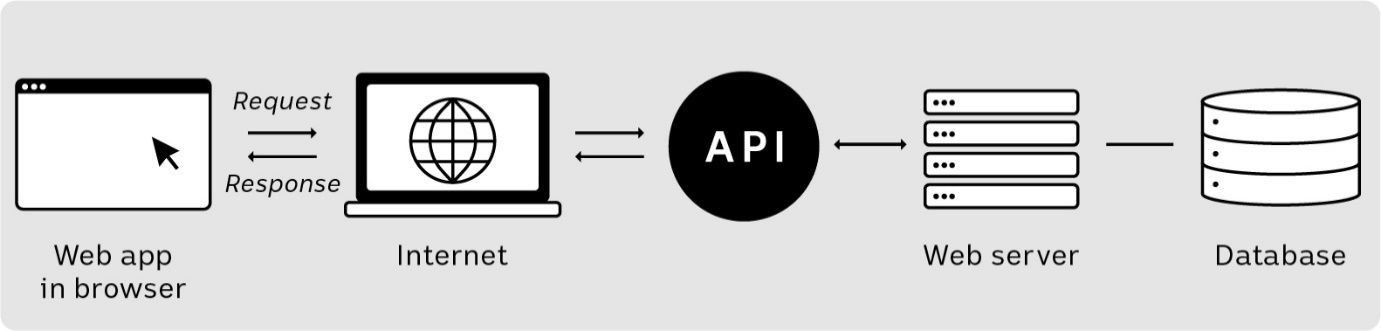 Request
Response
API
Web app
in browser
Internet
Web server
Database